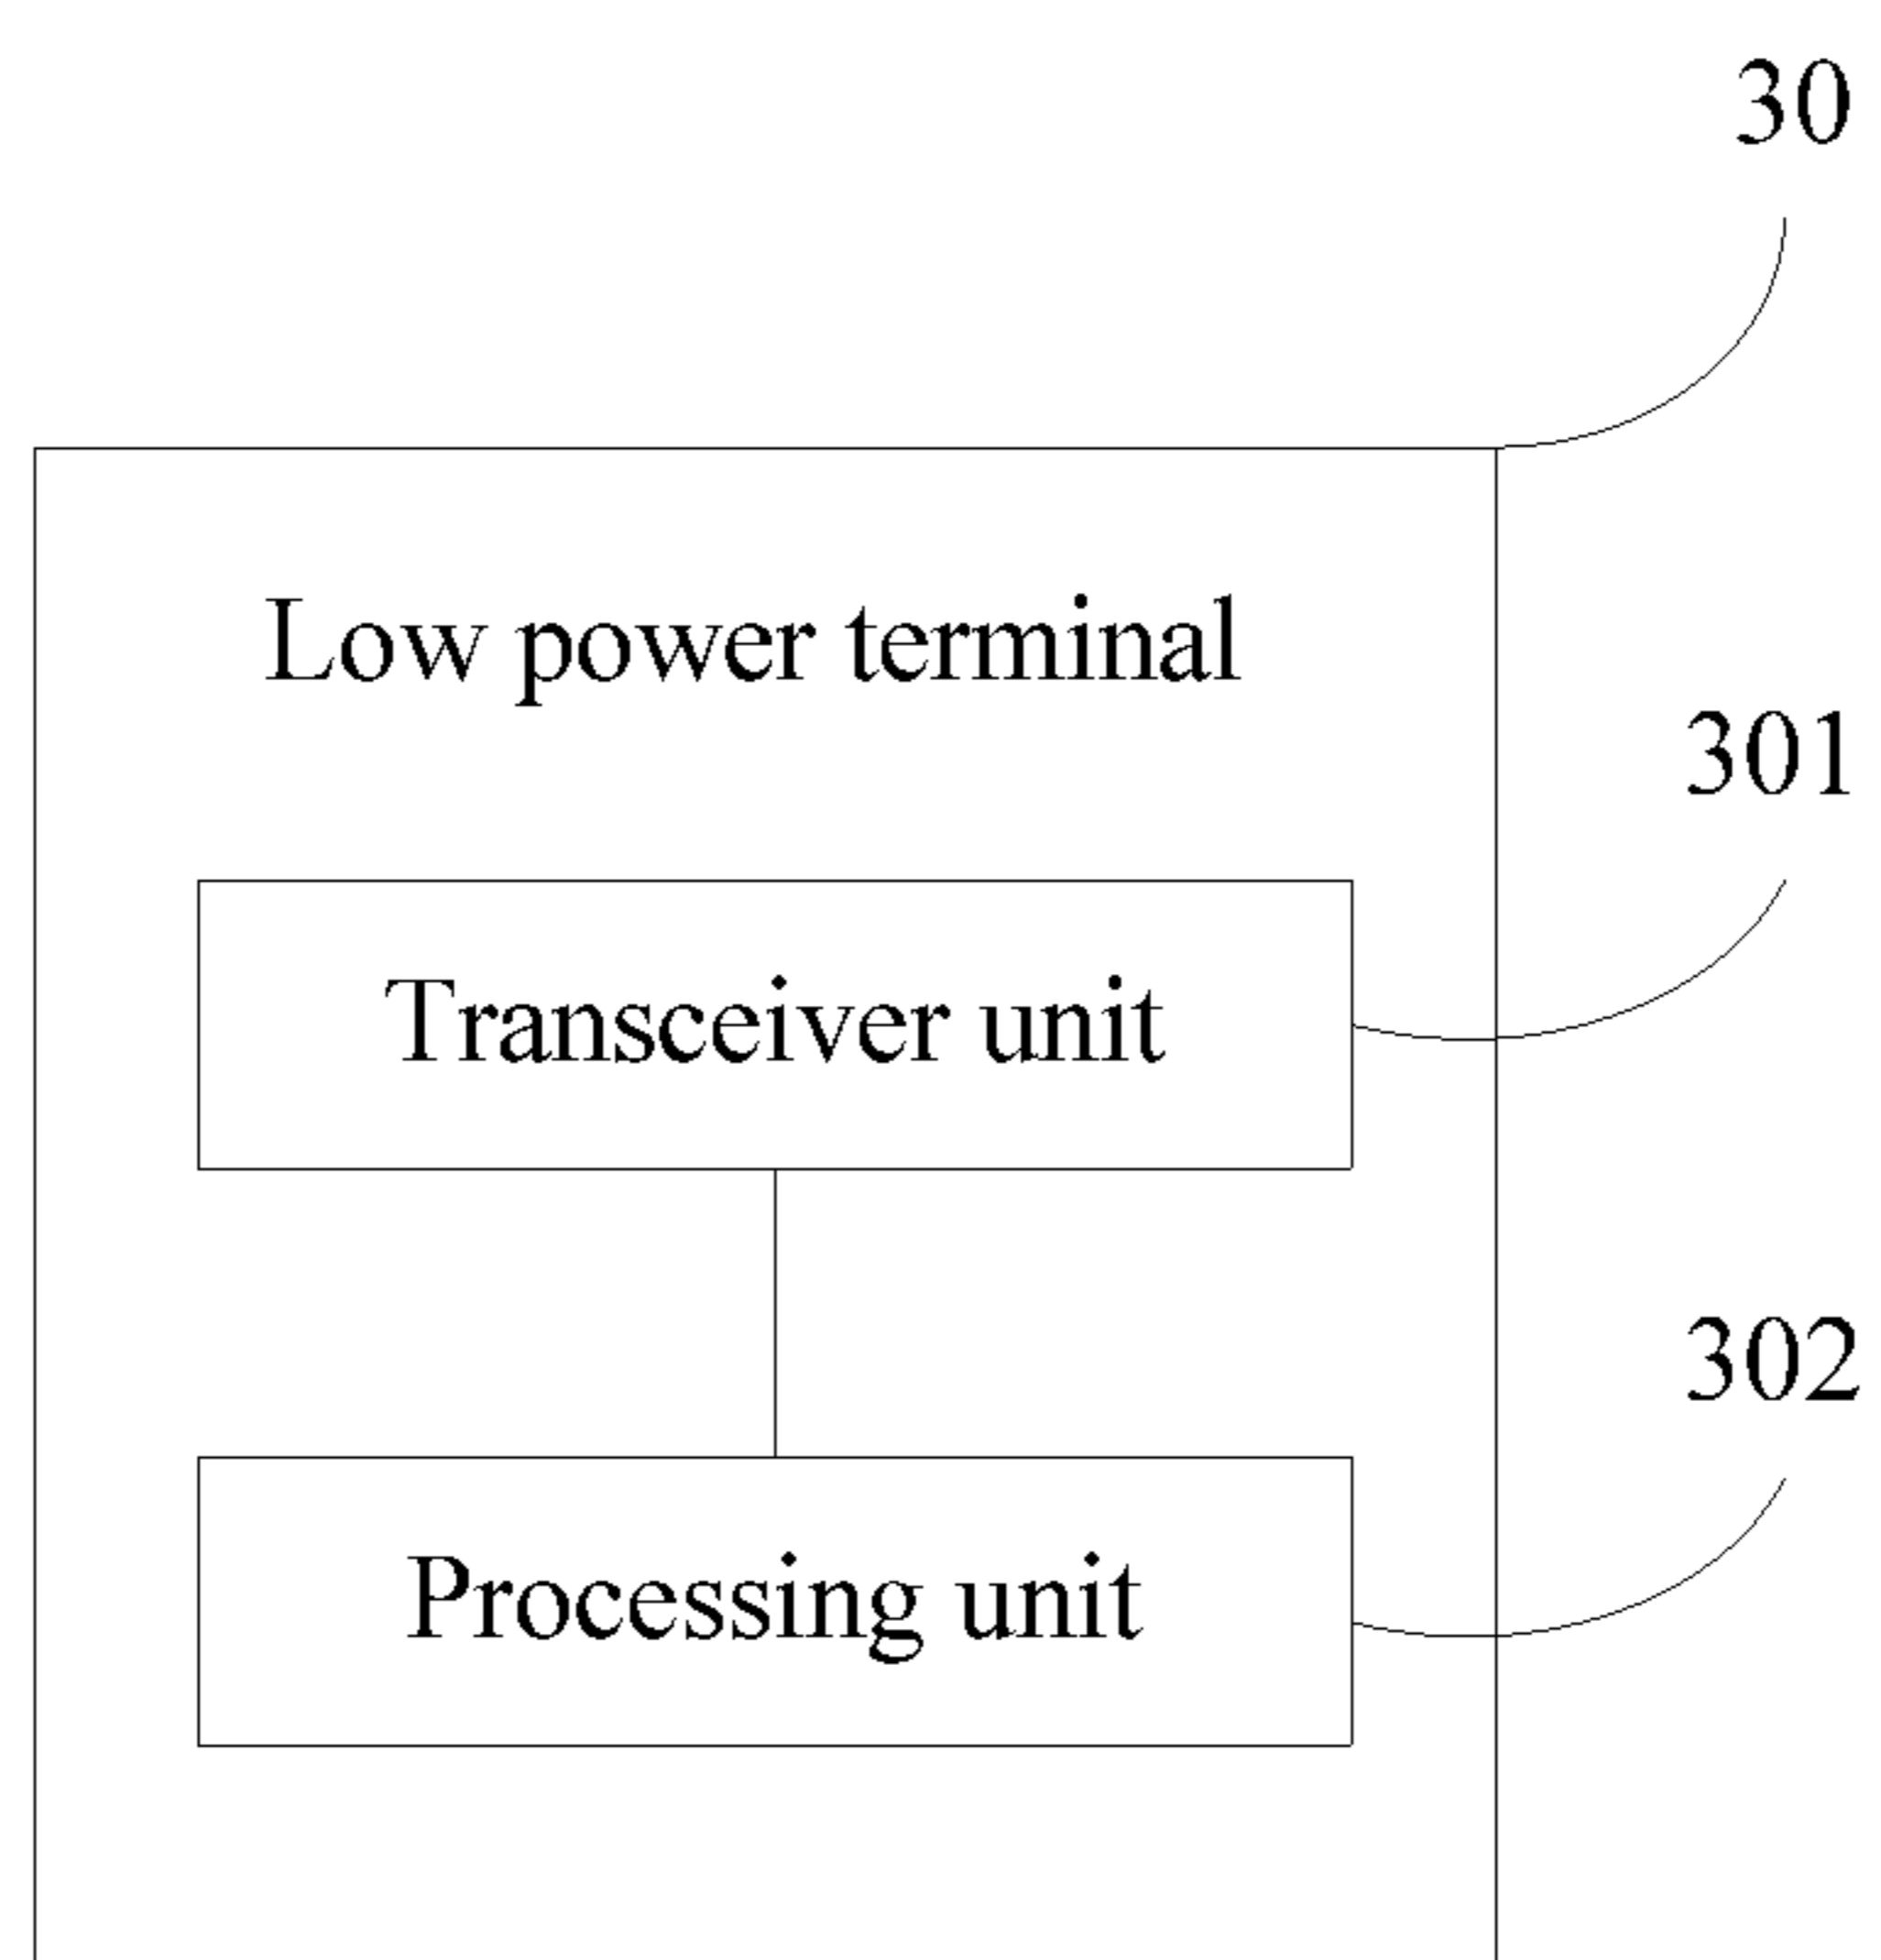 30
Low power terminal
301
Transceiver unit
302
Processing unit